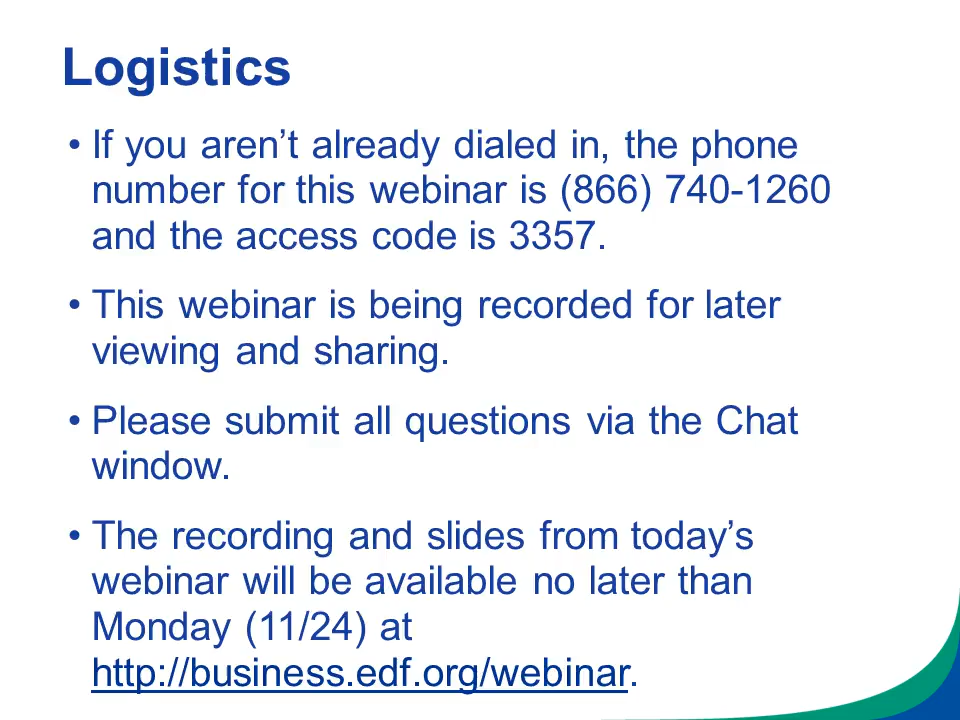 Logistics
• If you aren’t already dialed in, the phone
number for this webinar is (866) 740-1260
and the access code is 3357.
• This webinar is being recorded for later
viewing and sharing.
• Please submit all questions via the Chat
window.
• The recording and slides from today’s
webinar will be available no later than
Monday (11/24) at
http://business.edf.org/webinar.